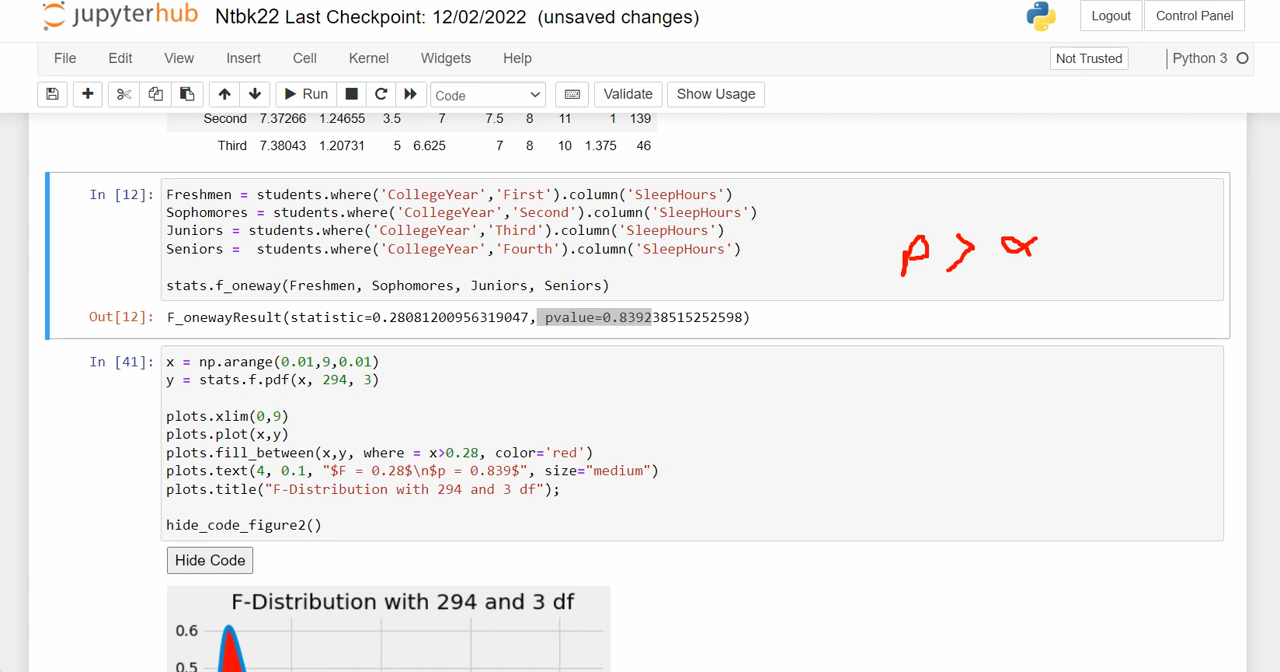 jupyterhub Ntbk22 Last Checkpoint: 12/02/2022 (unsaved changes) Logout Control Panel
File Edit View Insert Cell Kernel Widgets Help Not Trusted Python 3
Run Code Validate Show Usage
Second 7.37266 1.24655 3.5 7 7.5 8 11 1 139
Third 7.38043 1.20731 5 6.625 7 8 10 1.375 46
In [12]: Freshmen = students.where('CollegeYear','First').column('SleepHours')
Sophomores = students.where('CollegeYear','Second').column('SleepHours')
Juniors = students.where('CollegeYear','Third').column('SleepHours')
Seniors =  students.where('CollegeYear','Fourth').column('SleepHours')
p > α
stats.f_oneway(Freshmen, Sophomores, Juniors, Seniors)
Out[12]: F_onewayResult(statistic=0.28081200956319047, pvalue=0.839238515252598)
In [41]: x = np.arange(0.01,9,0.01)
y = stats.f.pdf(x, 294, 3)
plots.xlim(0,9)
plots.plot(x,y)
plots.fill_between(x,y, where = x>0.28, color='red')
plots.text(4, 0.1, "$F = 0.28$\n$p = 0.839$", size="medium")
plots.title("F-Distribution with 294 and 3 df");
hide_code_figure2()
Hide Code
F-Distribution with 294 and 3 df
0.6
0.5